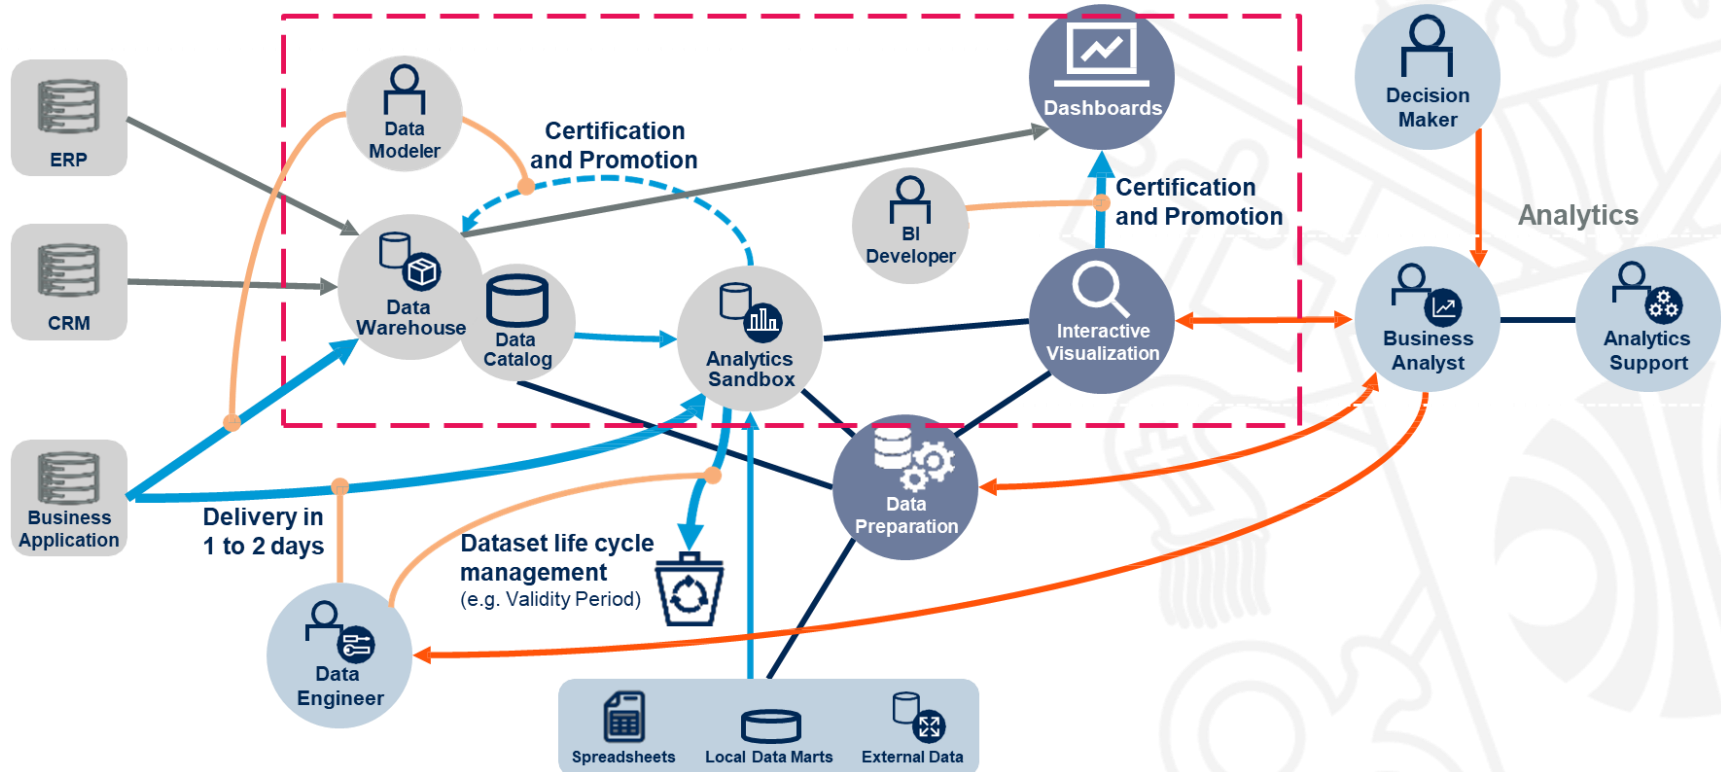 ERP
CRM
Business
Application
Data
Modeler
Certification
and Promotion
Data
Warehouse
Data
Catalog
Analytics
Sandbox
BI
Developer
Dashboards
Certification
and Promotion
Interactive
Visualization
Data
Preparation
Decision
Maker
Analytics
Business
Analyst
Analytics
Support
Delivery in
1 to 2 days
Dataset life cycle
management
(e.g. Validity Period)
Data
Engineer
Spreadsheets
Local Data Marts
External Data